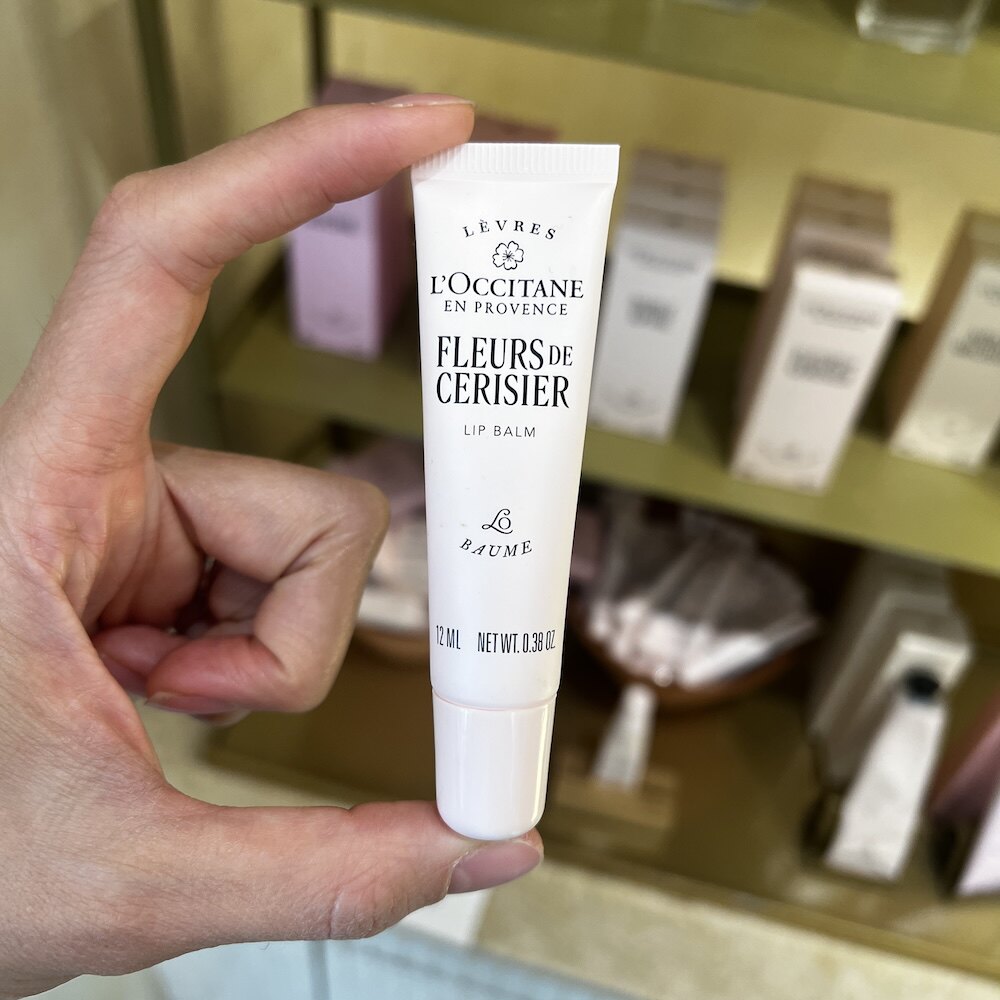 LÈVRES
L'OCCITANE
EN PROVENCE
FLEURS DE
CERISIER
LIP BALM
LO
BAUME
12 ML NET WT. 0.38 OZ.